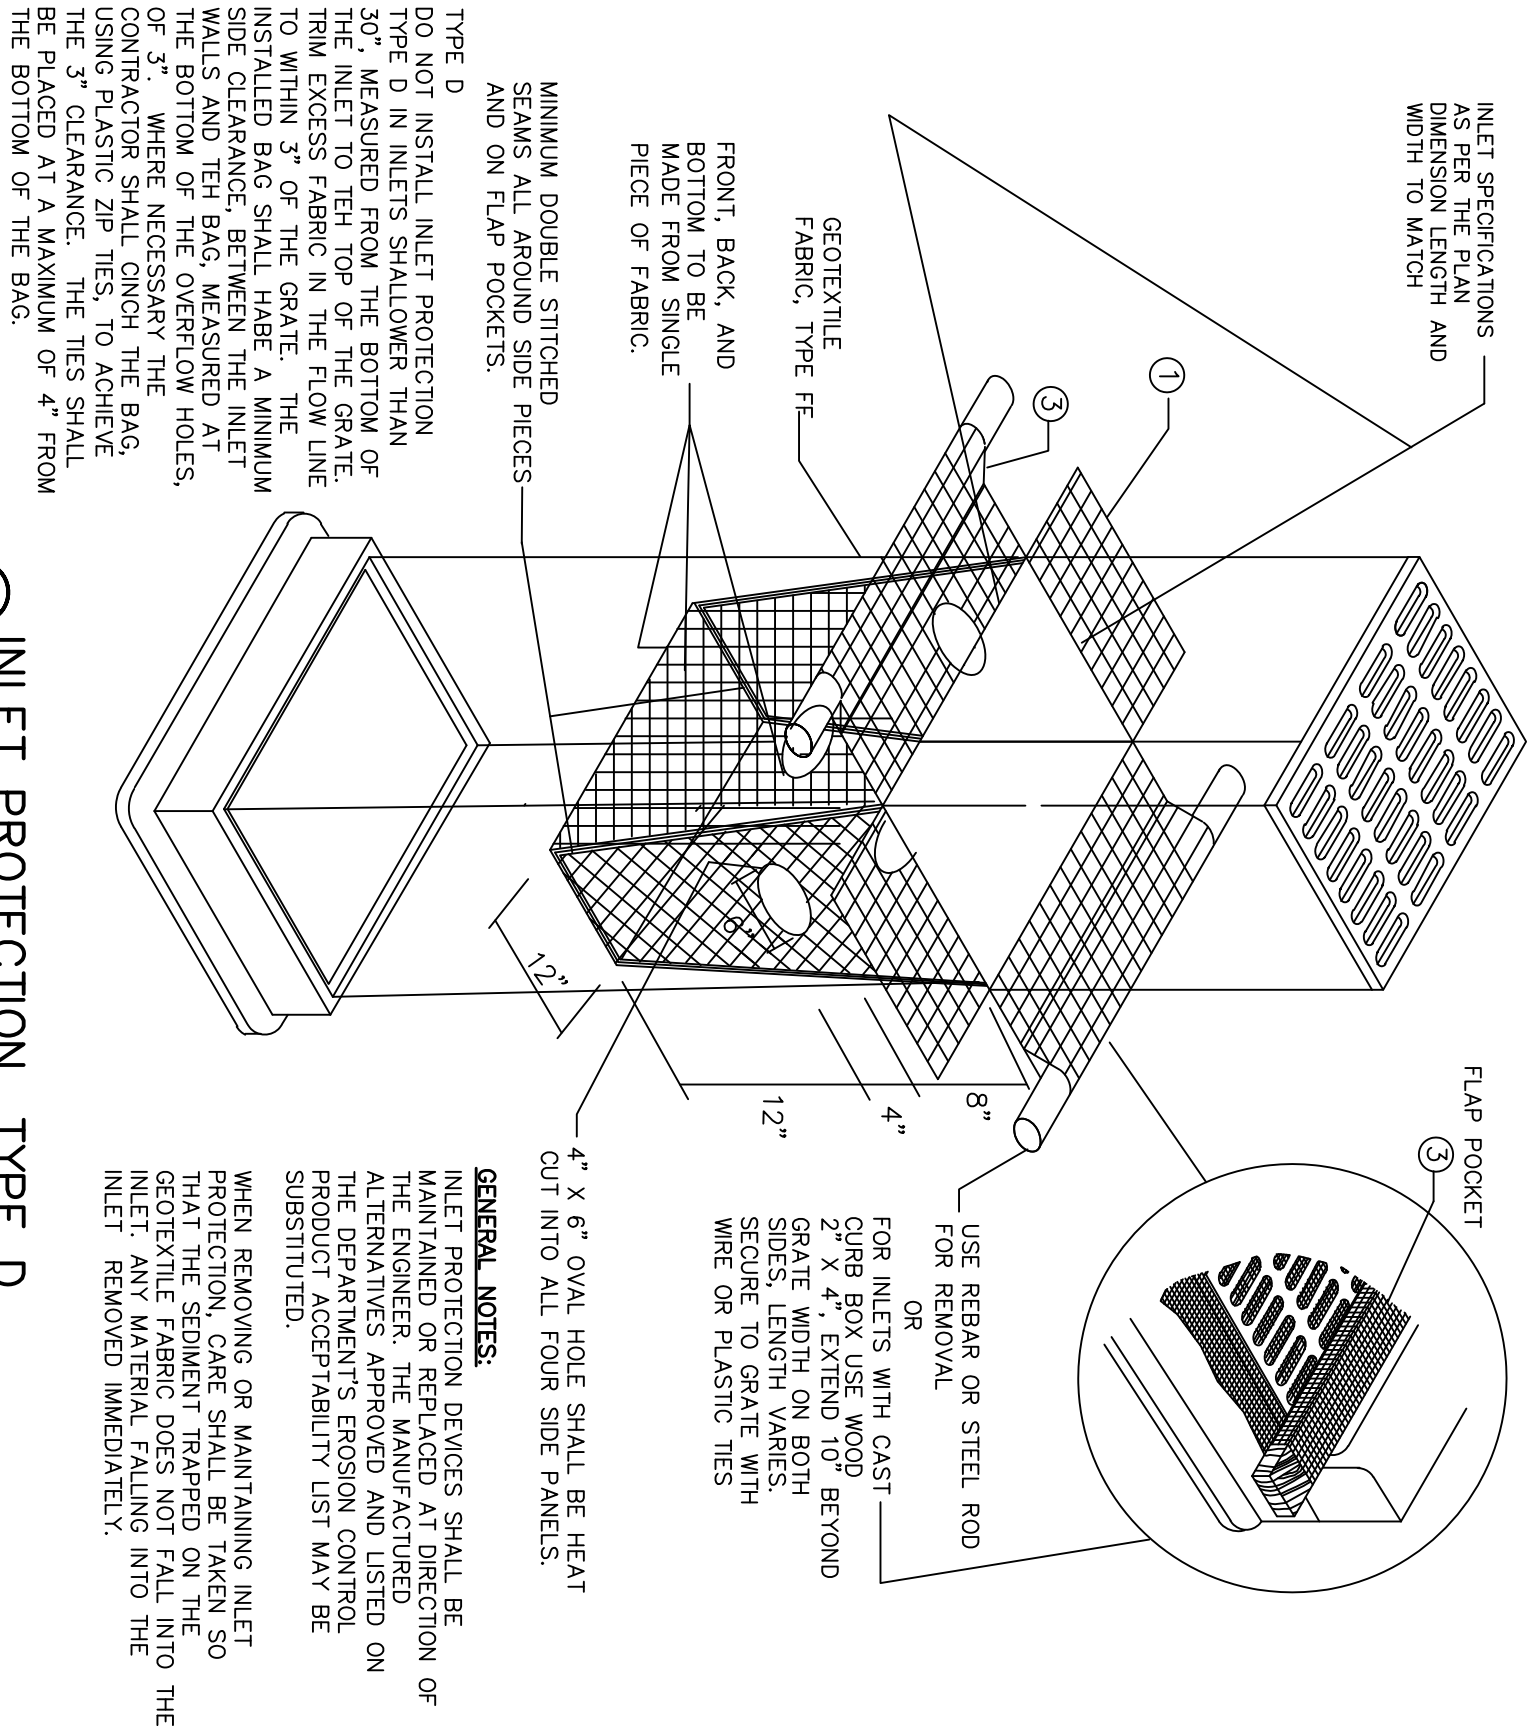 INLET SPECIFICATIONS
AS PER THE PLAN
DIMENSION LENGTH AND
WIDTH TO MATCH
1
3
GEOTEXTILE
FABRIC, TYPE FF
FRONT, BACK, AND
BOTTOM TO BE
MADE FROM SINGLE
PIECE OF FABRIC.
MINIMUM DOUBLE STITCHED
SEAMS ALL AROUND SIDE PIECES
AND ON FLAP POCKETS.
TYPE D
DO NOT INSTALL INLET PROTECTION
TYPE D IN INLETS SHALLOWER THAN
30", MEASURED FROM THE BOTTOM OF
THE INLET TO TEH TOP OF THE GRATE.
TRIM EXCESS FABRIC IN THE FLOW LINE
TO WITHIN 3" OF THE GRATE. THE
INSTALLED BAG SHALL HABE A MINIMUM
SIDE CLEARANCE, BETWEEN THE INLET
WALLS AND TEH BAG, MEASURED AT
THE BOTTOM OF THE OVERFLOW HOLES,
OF 3". WHERE NECESSARY THE
CONTRACTOR SHALL CINCH THE BAG,
USING PLASTIC ZIP TIES, TO ACHIEVE
THE 3" CLEARANCE. THE TIES SHALL
BE PLACED AT A MAXIMUM OF 4" FROM
THE BOTTOM OF THE BAG.
FLAP POCKET
3
USE REBAR OR STEEL ROD
FOR REMOVAL
OR
FOR INLETS WITH CAST
CURB BOX USE WOOD
2" X 4", EXTEND 10" BEYOND
GRATE WIDTH ON BOTH
SIDES, LENGTH VARIES.
SECURE TO GRATE WITH
WIRE OR PLASTIC TIES
8"
4"
12"
6"
12"
4" X 6" OVAL HOLE SHALL BE HEAT
CUT INTO ALL FOUR SIDE PANELS.
GENERAL NOTES:
INLET PROTECTION DEVICES SHALL BE
MAINTAINED OR REPLACED AT DIRECTION OF
THE ENGINEER. THE MANUFACTURED
ALTERNATIVES APPROVED AND LISTED ON
THE DEPARTMENT'S EROSION CONTROL
PRODUCT ACCEPTABILITY LIST MAY BE
SUBSTITUTED.
WHEN REMOVING OR MAINTAINING INLET
PROTECTION, CARE SHALL BE TAKEN SO
THAT THE SEDIMENT TRAPPED ON THE
GEOTEXTILE FABRIC DOES NOT FALL INTO THE
INLET. ANY MATERIAL FALLING INTO THE
INLET REMOVED IMMEDIATELY.
INLET PROTECTION TYPE D